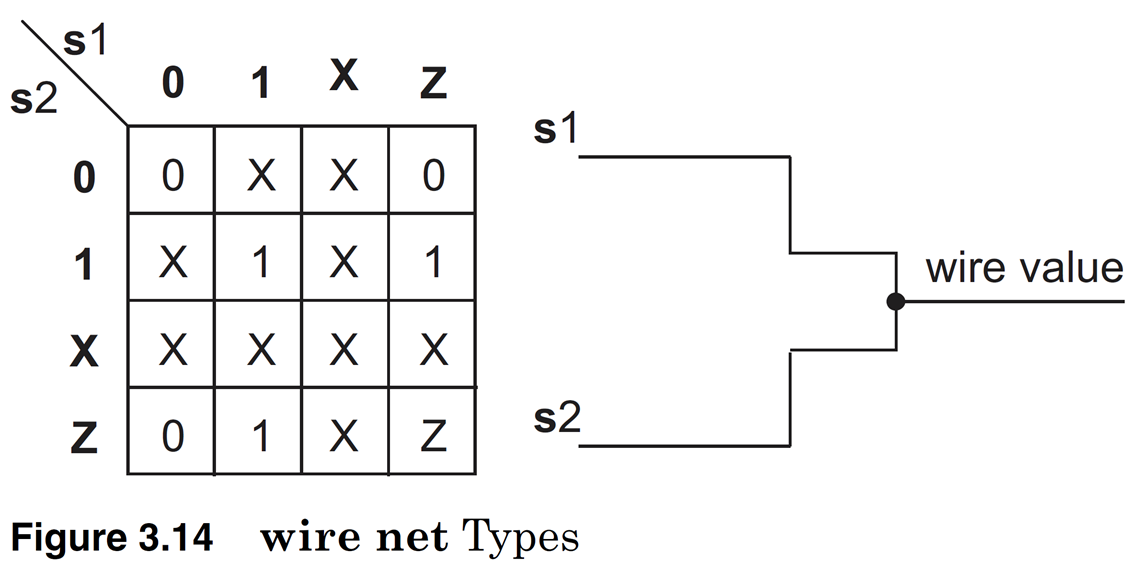 s1
s2
0 1 X Z
0 0 X X 0
1 X 1 X 1
X X X X X
Z 0 1 X Z
s1
wire value
s2
Figure 3.14 wire net Types